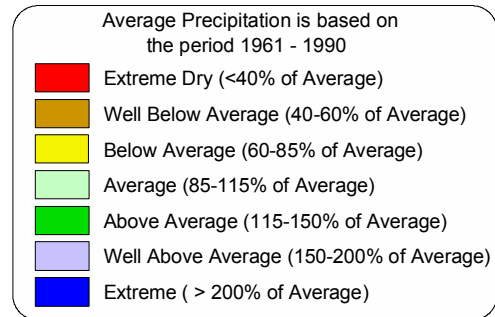 Average Precipitation is based on
the period 1961 - 1990
Extreme Dry (<40% of Average)
Well Below Average (40-60% of Average)
Below Average (60-85% of Average)
Average (85-115% of Average)
Above Average (115-150% of Average)
Well Above Average (150-200% of Average)
Extreme ( > 200% of Average)